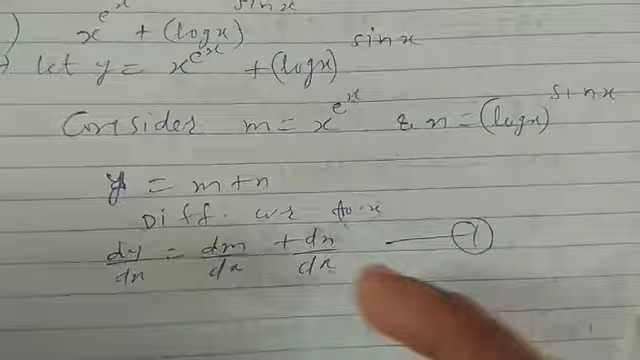 ) x^{e^x} + (log x)^{sin x}
→ let y = x^{e^x} + (log x)^{sin x}
Consider m = x^{e^x} & n = (log x)^{sin x}
y = m + n
Diff. wr to x
dy/dx = dm/dx + dn/dx —— ①